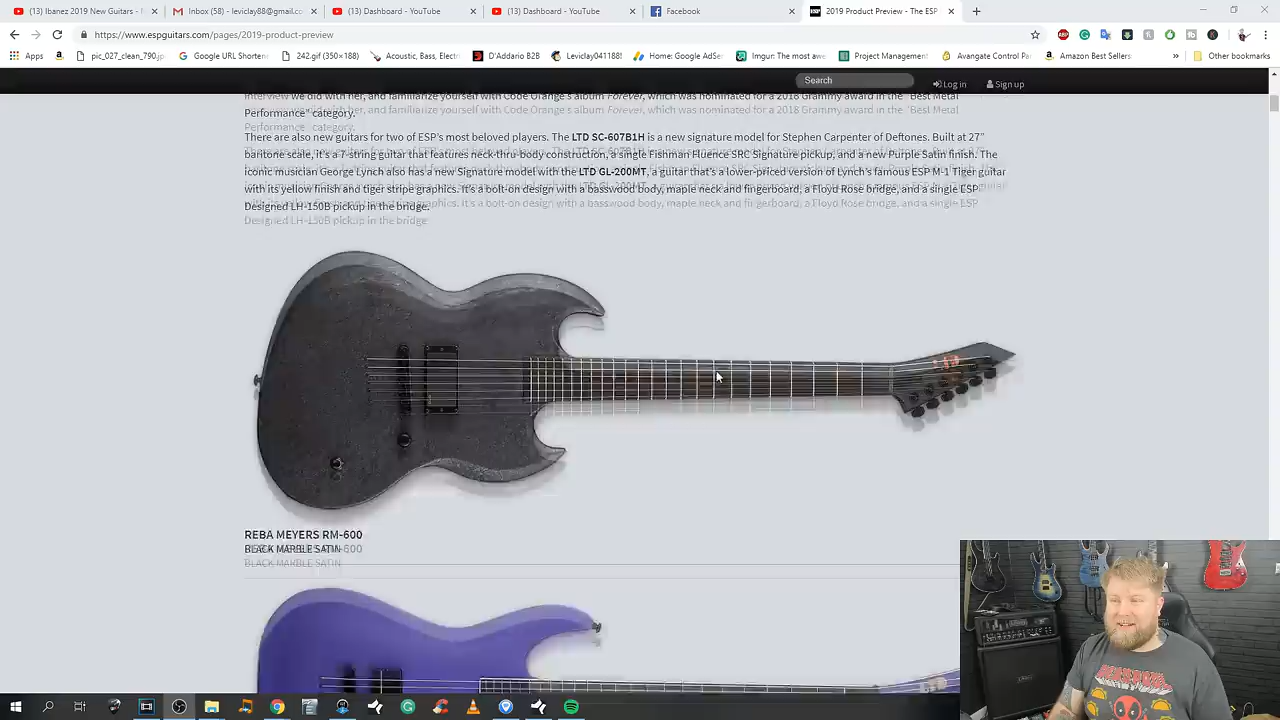 (13) Ibanez 2019 New Guitars - Y
Inbox (58) - leviclay88@gmail.co
(13) Dashboard - YouTube
(13) Dashboard - YouTube
Facebook
2019 Product Preview - The ESP
https://www.espguitars.com/pages/2019-product-preview
Apps
pic_027_clean_790.jp
Google URL Shorten
242.gif (350×18
Acoustic, Bass, Electr
D'Addario B2B
Leviclay041188
Home: Google AdSe
Imgur: The most awe
Project Management
Avangate Control Pa
Amazon Best Sellers
»
Other bookmarks
Search
Log in
Sign up
interview we did with her, and familiarize yourself with Code Orange's album Forever, which was nominated for a 2018 Grammy award in the "Best Metal
Performance" category.
There are also new guitars for two of ESP's most beloved players. The LTD SC-607B1H is a new signature model for Stephen Carpenter of Deftones. Built at 27"
baritone scale, it's a 7-string guitar that features neck-thru-body construction, a single Fishman Fluence SRC Signature pickup, and a new Purple Satin finish. The
iconic musician George Lynch also has a new Signature model with the LTD GL-200MT, a guitar that's a lower-priced version of Lynch's famous ESP M-1 Tiger guitar
with its yellow finish and tiger stripe graphics. It's a bolt-on design with a basswood body, maple neck and fingerboard, a Floyd Rose bridge, and a single ESP
Designed LH-150B pickup in the bridge.
REBA MEYERS RM-600
BLACK MARBLE SATIN